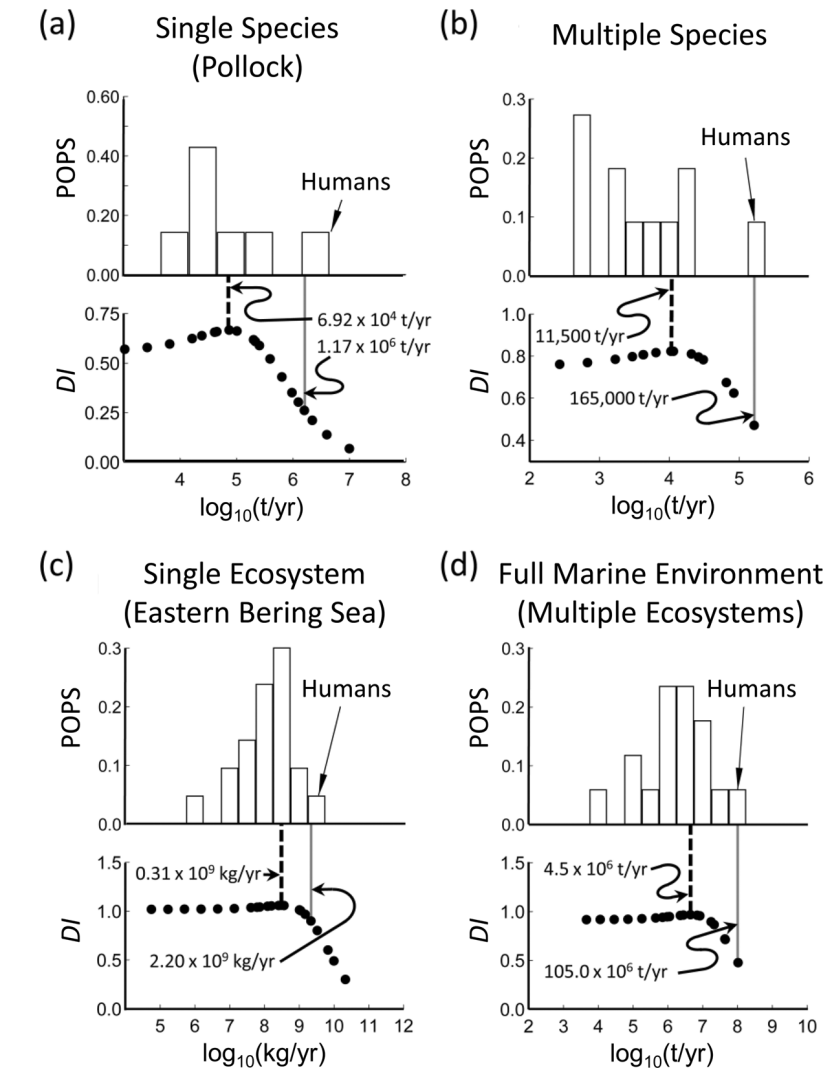 (a)
Single Species
(Pollock)
0.60
0.40
0.20
0.00
POPS
Humans
0.75
0.50
0.25
0.00
DI
6.92 x 10⁴ t/yr
1.17 x 10⁶ t/yr
4 5 6 7 8
log₁₀(t/yr)
(b)
Multiple Species
0.3
0.2
0.1
0.0
POPS
Humans
1.0
0.8
0.6
0.4
DI
11,500 t/yr
165,000 t/yr
2 3 4 5 6
log₁₀(t/yr)
(c)
Single Ecosystem
(Eastern Bering Sea)
0.3
0.2
0.1
0.0
POPS
Humans
1.5
1.0
0.5
0.0
DI
0.31 x 10⁹ kg/yr
2.20 x 10⁹ kg/yr
4 5 6 7 8 9 10 11 12
log₁₀(kg/yr)
(d)
Full Marine Environment
(Multiple Ecosystems)
0.3
0.2
0.1
0.0
POPS
Humans
1.5
1.0
0.5
0.0
DI
4.5 x 10⁶ t/yr
105.0 x 10⁶ t/yr
2 3 4 5 6 7 8 9 10
log₁₀(t/yr)